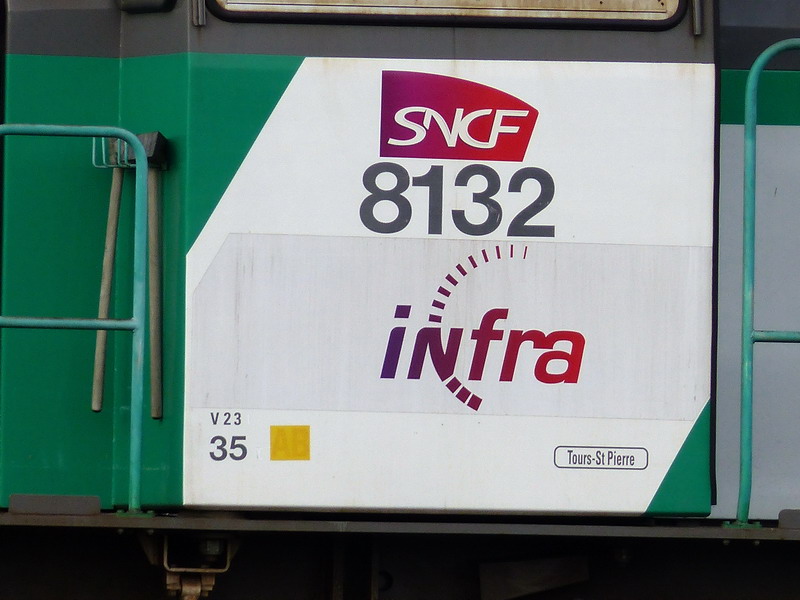 SNCF
8132
infra
V 23
35 AB
Tours-St Pierre